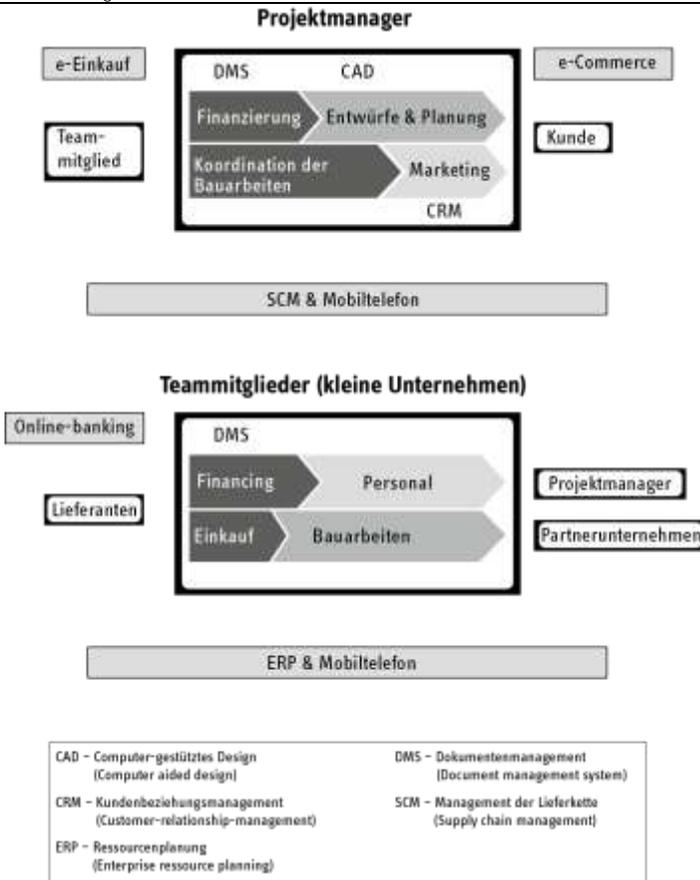 Projektmanager
e-Einkauf
e-Commerce
DMS CAD
Finanzierung Entwürfe & Planung
Team-
mitglied
Kunde
Koordination der
Bauarbeiten
Marketing
CRM
SCM & Mobiltelefon
Teammitglieder (kleine Unternehmen)
Online-banking
DMS
Financing Personal
Projektmanager
Lieferanten
Einkauf Bauarbeiten
Partnerunternehmen
ERP & Mobiltelefon
CAD - Computer-gestütztes Design
(Computer aided design)
CRM - Kundenbeziehungsmanagement
(Customer-relationship-management)
ERP - Ressourcenplanung
(Enterprise ressource planning)
DMS - Dokumentenmanagement
(Document management system)
SCM - Management der Lieferkette
(Supply chain management)